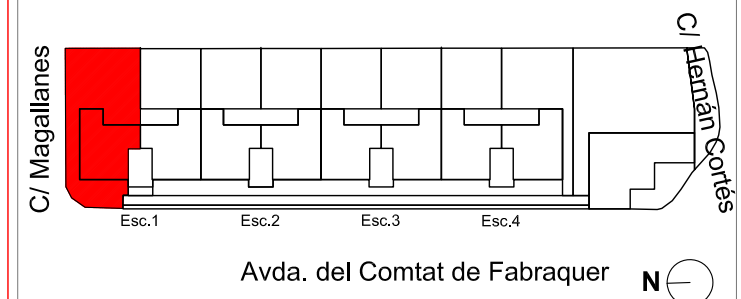 C/ Magallanes
C/ Hernán Cortés
Esc.1 Esc.2 Esc.3 Esc.4
Avda. del Comtat de Fabraquer
N